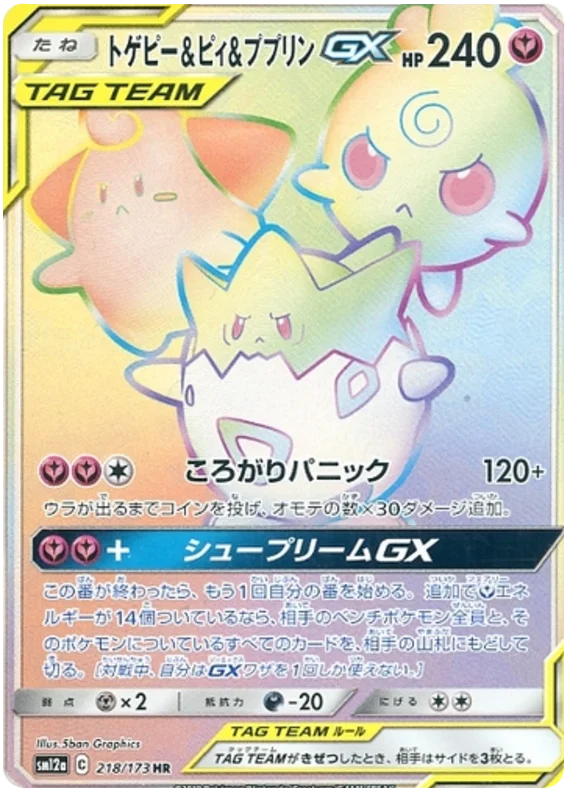 たね トゲピー&ピィ&ププリンGX HP240
TAG TEAM
ころがりパニック 120+
ウラが出るまでコインを投げ、オモテの数×30ダメージ追加。
+ シュープリームGX
この番が終わったら、もう1回自分の番を始める。追加でエネ
ルギーが14個ついているなら、相手のベンチポケモン全員と、そ
のポケモンについているすべてのカードを、相手の山札にもどして
切る。[対戦中、自分はGXワザを1回しか使えない。]
弱点 ×2 抵抗力 -20 にげる
TAG TEAM ルール
Illus. 5ban Graphics
TAG TEAMがきぜつしたとき、相手はサイドを3枚とる。
sm12a C 218/173 HR